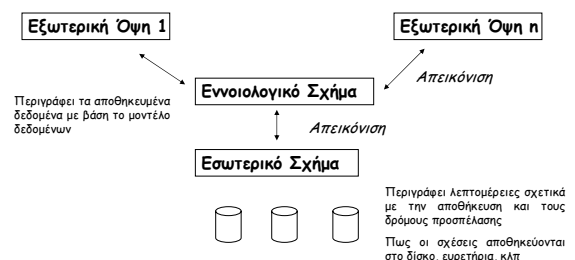 Εξωτερική Όψη 1
Εξωτερική Όψη n
Απεικόνιση
Εννοιολογικό Σχήμα
Περιγράφει τα αποθηκευμένα
δεδομένα με βάση το μοντέλο
δεδομένων
Απεικόνιση
Εσωτερικό Σχήμα
Περιγράφει λεπτομέρειες σχετικά
με την αποθήκευση και τους
δρόμους προσπέλασης
Πως οι σχέσεις αποθηκεύονται
στο δίσκο, ευρετήρια, κλπ